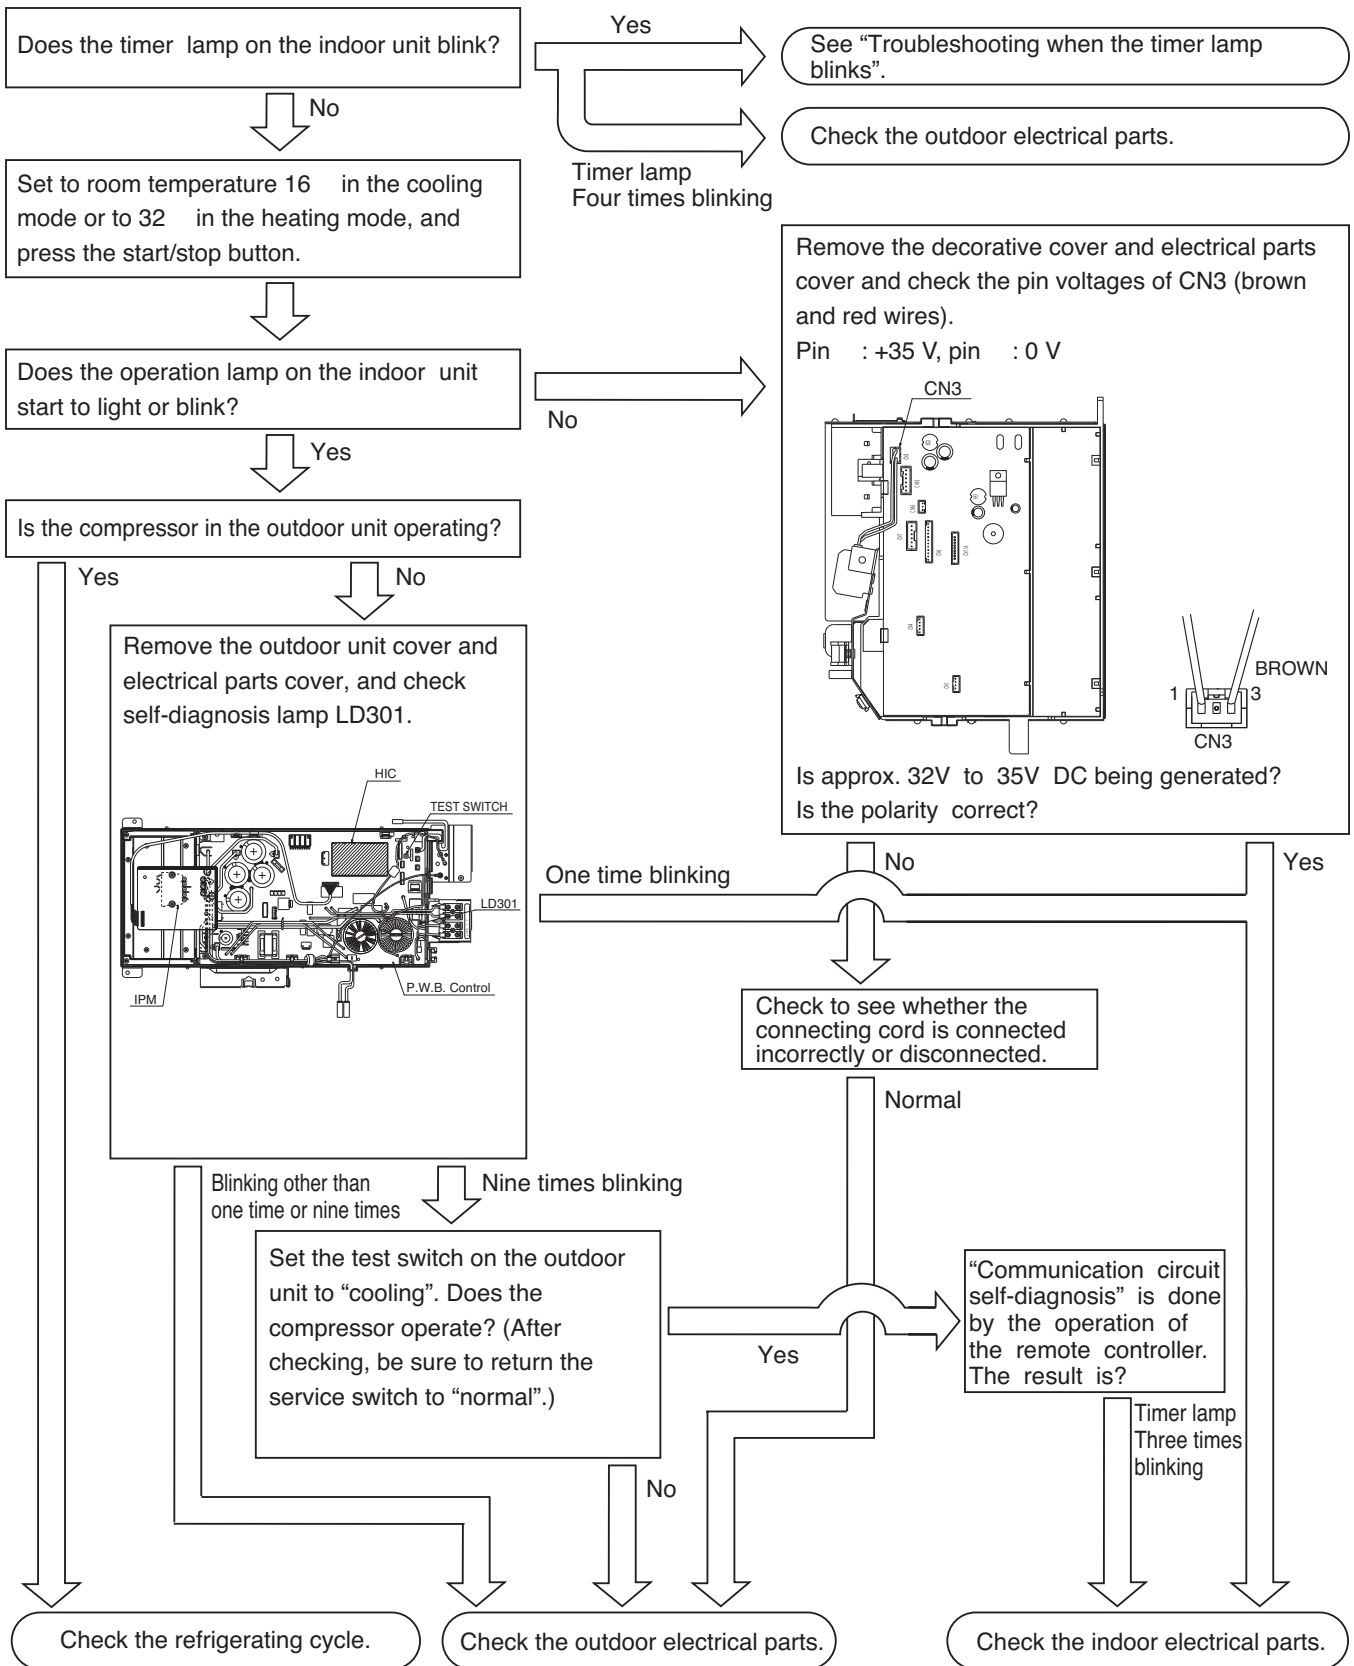 Does the timer lamp on the indoor unit blink?
Yes
See “Troubleshooting when the timer lamp
blinks”.
No
Check the outdoor electrical parts.
Timer lamp
Four times blinking
Set to room temperature 16 in the cooling
mode or to 32 in the heating mode, and
press the start/stop button.
Remove the decorative cover and electrical parts
cover and check the pin voltages of CN3 (brown
and red wires).
Pin : +35 V, pin : 0 V
CN3
BROWN
1
3
CN3
Is approx. 32V to 35V DC being generated?
Is the polarity correct?
Does the operation lamp on the indoor unit
start to light or blink?
No
Yes
Is the compressor in the outdoor unit operating?
Yes
No
Remove the outdoor unit cover and
electrical parts cover, and check
self-diagnosis lamp LD301.
HIC
TEST SWITCH
LD301
P.W.B. Control
IPM
One time blinking
No
Yes
Check to see whether the
connecting cord is connected
incorrectly or disconnected.
Normal
Blinking other than
one time or nine times
Nine times blinking
Set the test switch on the outdoor
unit to “cooling”. Does the
compressor operate? (After
checking, be sure to return the
service switch to “normal”.)
Yes
“Communication circuit
self-diagnosis” is done
by the operation of
the remote controller.
The result is?
Timer lamp
Three times
blinking
No
Check the refrigerating cycle.
Check the outdoor electrical parts.
Check the indoor electrical parts.